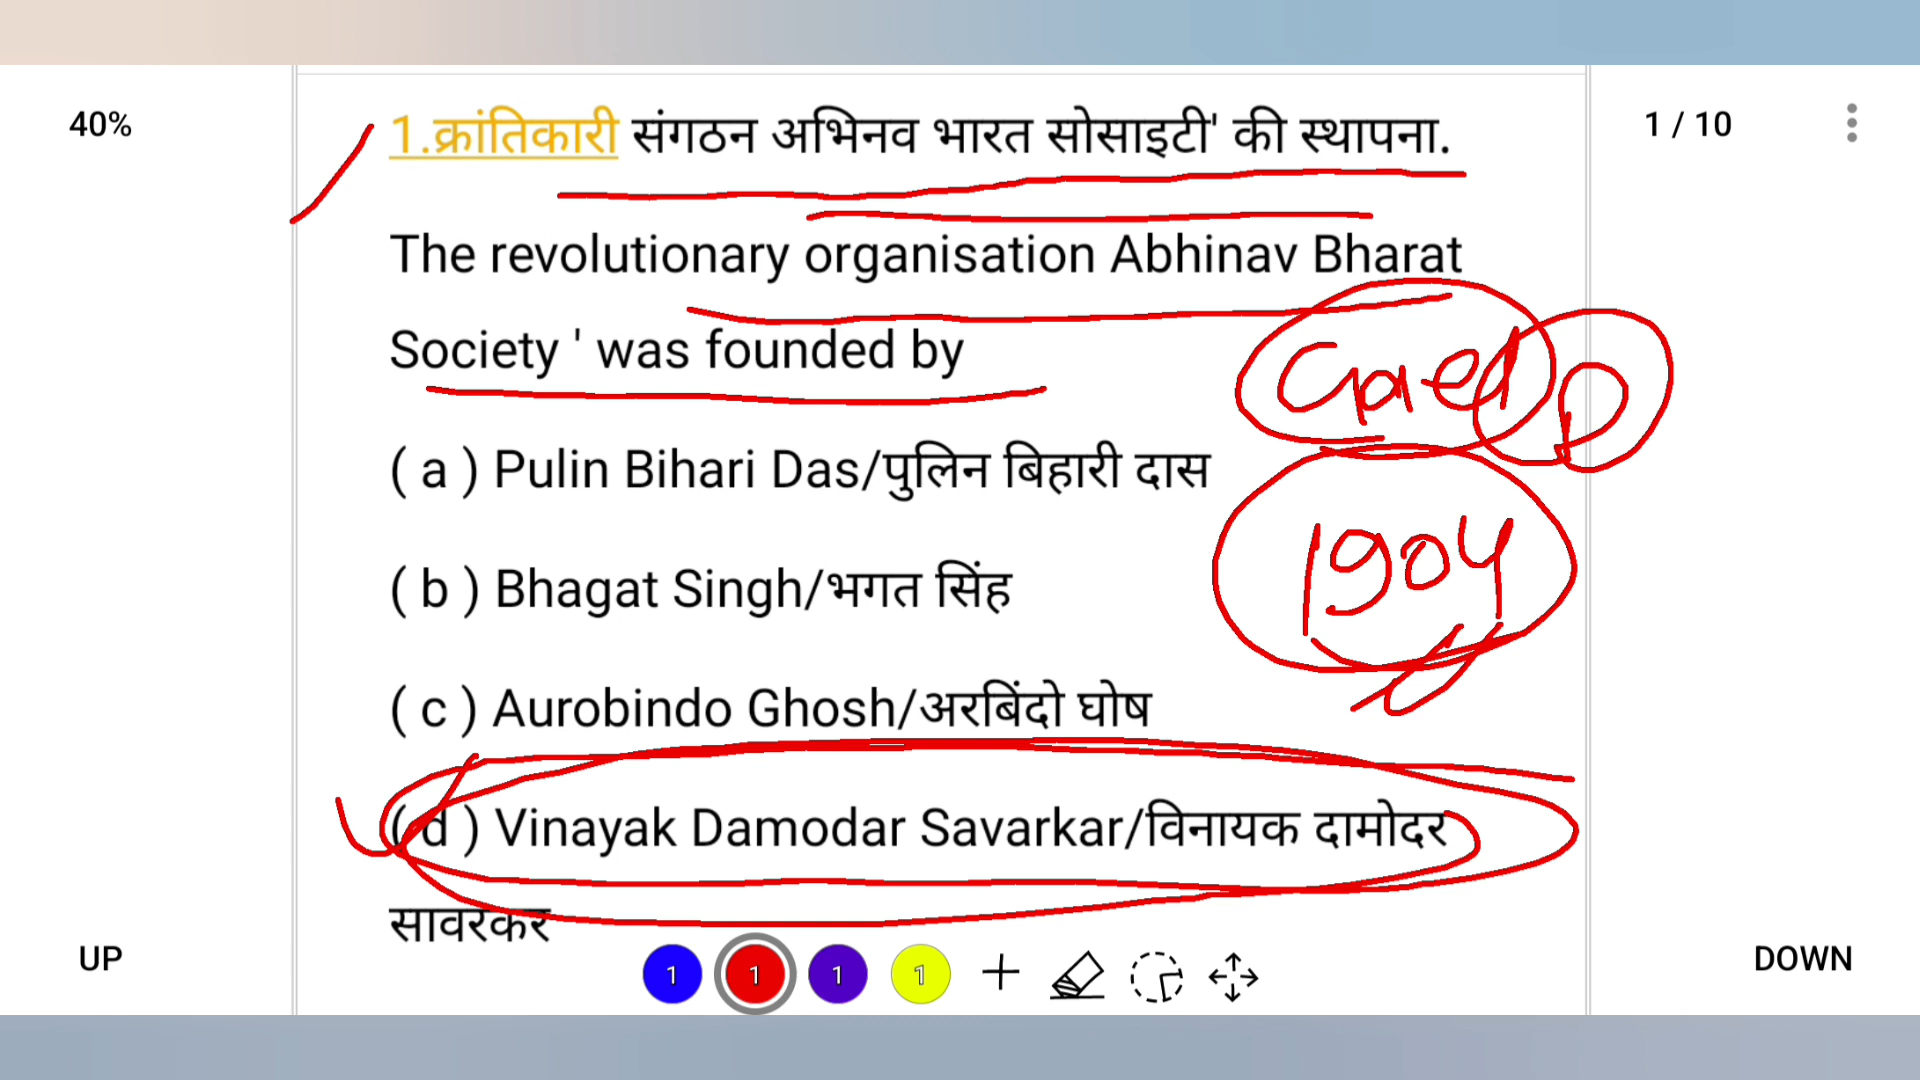 40%
1 / 10
1.क्रांतिकारी संगठन अभिनव भारत सोसाइटी' की स्थापना.
The revolutionary organisation Abhinav Bharat
Society ' was founded by
D
( a ) Pulin Bihari Das/पुलिन बिहारी दास
1904
( b ) Bhagat Singh/भगत सिंह
( c ) Aurobindo Ghosh/अरबिंदो घोष
( d ) Vinayak Damodar Savarkar/विनायक दामोदर
सावरकर
UP
DOWN
1 1 1 1